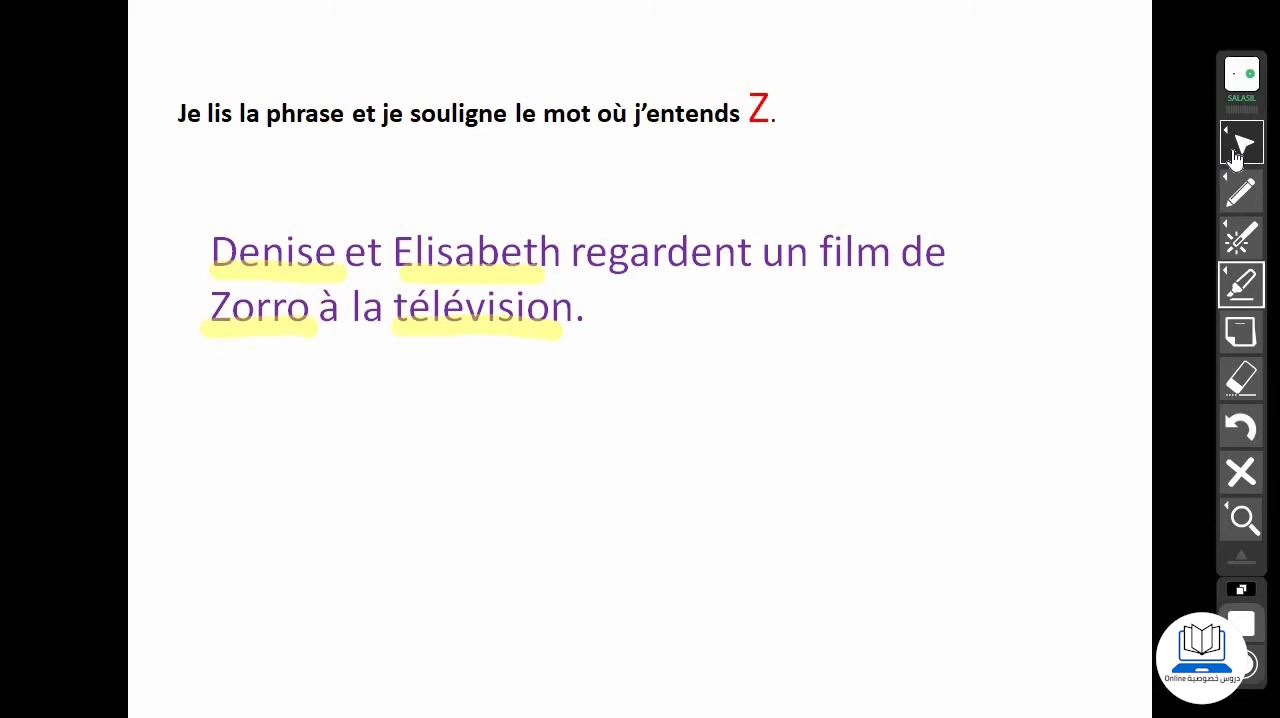 Je lis la phrase et je souligne le mot où j’entends Z.
Denise et Elisabeth regardent un film de
Zorro à la télévision.
SALASIL
دروس خصوصية Online